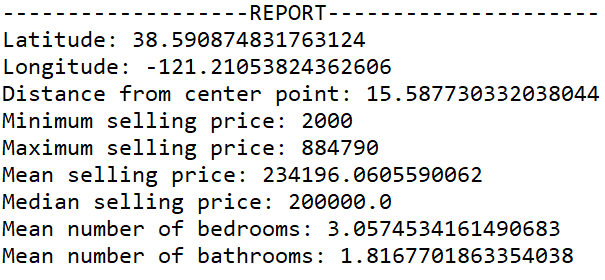 -------------------REPORT---------------------
Latitude: 38.590874831763124
Longitude: -121.21053824362606
Distance from center point: 15.587730332038044
Minimum selling price: 2000
Maximum selling price: 884790
Mean selling price: 234196.0605590062
Median selling price: 200000.0
Mean number of bedrooms: 3.0574534161490683
Mean number of bathrooms: 1.8167701863354038